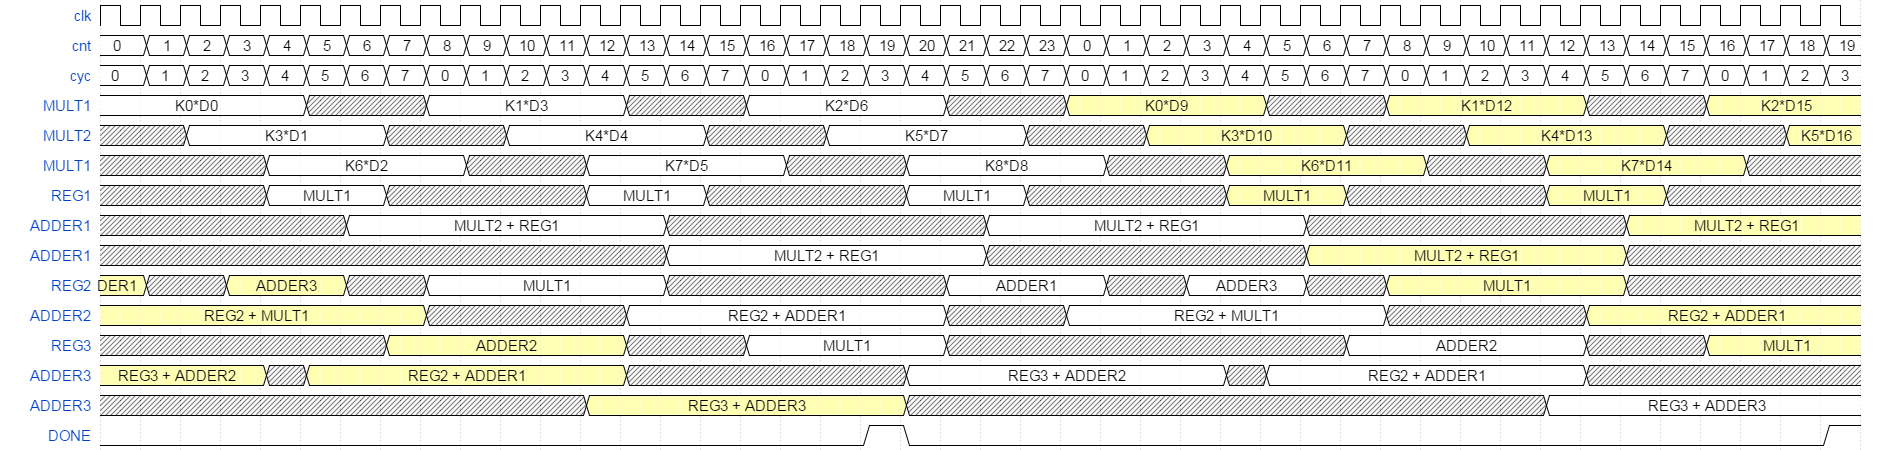 clk
cnt 0 1 2 3 4 5 6 7 8 9 10 11 12 13 14 15 16 17 18 19 20 21 22 23 0 1 2 3 4 5 6 7 8 9 10 11 12 13 14 15 16 17 18 19
cyc 0 1 2 3 4 5 6 7 0 1 2 3 4 5 6 7 0 1 2 3 4 5 6 7 0 1 2 3 4 5 6 7 0 1 2 3 4 5 6 7 0 1 2 3
MULT1 K0*D0 K1*D3 K2*D6 K0*D9 K1*D12 K2*D15
MULT2 K3*D1 K4*D4 K5*D7 K3*D10 K4*D13 K5*D16
MULT1 K6*D2 K7*D5 K8*D8 K6*D11 K7*D14
REG1 MULT1 MULT1 MULT1 MULT1 MULT1
ADDER1 MULT2 + REG1 MULT2 + REG1 MULT2 + REG1
ADDER1 MULT2 + REG1 MULT2 + REG1
REG2 DER1 ADDER3 MULT1 ADDER1 ADDER3 MULT1
ADDER2 REG2 + MULT1 REG2 + ADDER1 REG2 + MULT1 REG2 + ADDER1
REG3 ADDER2 MULT1 ADDER2 MULT1
ADDER3 REG3 + ADDER2 REG2 + ADDER1 REG3 + ADDER2 REG2 + ADDER1
ADDER3 REG3 + ADDER3 REG3 + ADDER3
DONE